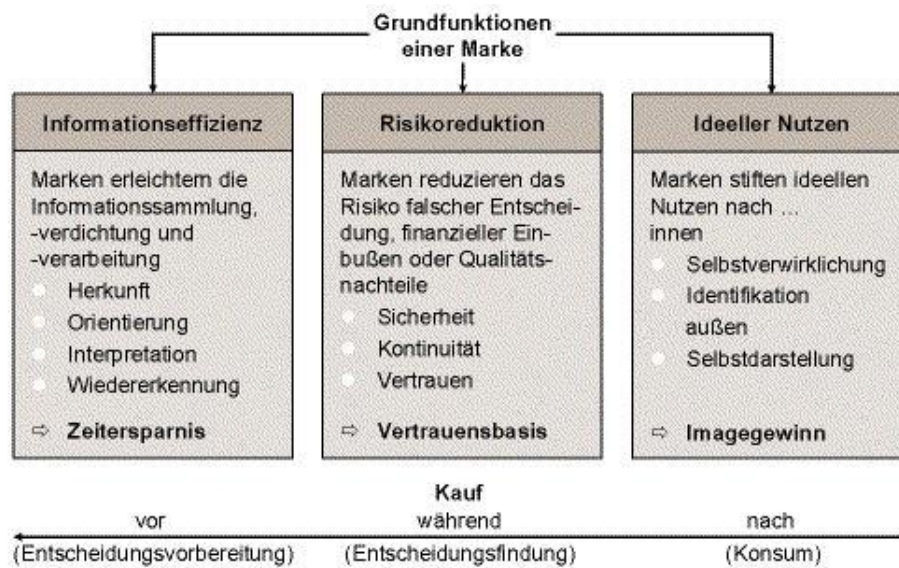 Grundfunktionen
einer Marke
Informationseffizienz
Marken erleichtern die
Informationssammlung,
-verdichtung und
-verarbeitung
Herkunft
Orientierung
Interpretation
Wiedererkennung
⇨ Zeitersparnis
Risikoreduktion
Marken reduzieren das
Risiko falscher Entschei-
dung, finanzieller Ein-
bußen oder Qualitäts-
nachteile
Sicherheit
Kontinuität
Vertrauen
⇨ Vertrauensbasis
Ideeller Nutzen
Marken stiften ideellen
Nutzen nach ...
innen
Selbstverwirklichung
Identifikation
außen
Selbstdarstellung
⇨ Imagegewinn
Kauf
vor während nach
(Entscheidungsvorbereitung) (Entscheidungsfindung) (Konsum)